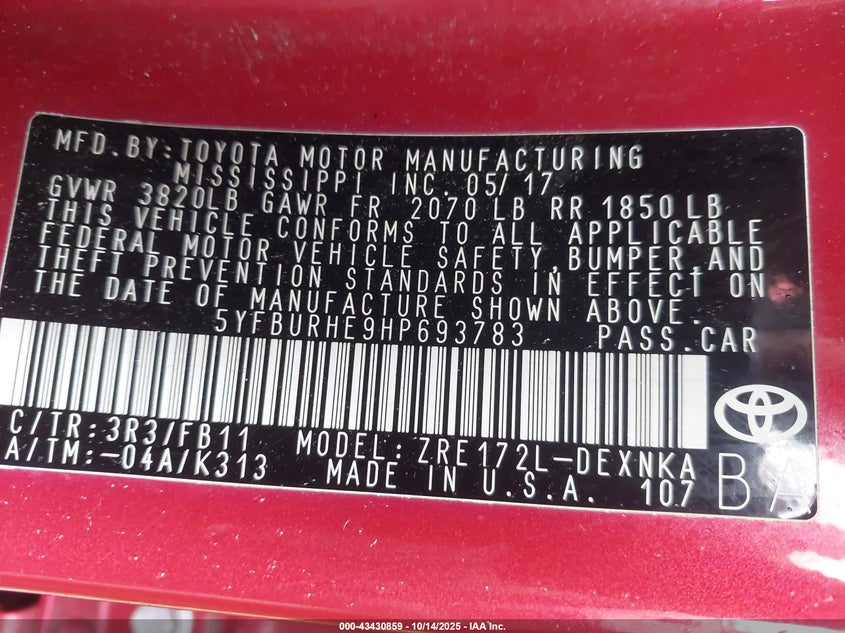 MFD.BY:TOYOTA MOTOR MANUFACTURING
MISSISSIPPI INC. 05/17
GVWR 3820LB GAWR FR 2070 LB RR 1850 LB
THIS VEHICLE CONFORMS TO ALL APPLICABLE
FEDERAL MOTOR VEHICLE SAFETY,BUMPER,AND
THEFT PREVENTION STANDARDS IN EFFECT ON
THE DATE OF MANUFACTURE SHOWN ABOVE.
5YFBURHE9HP693783 PASS.CAR
C/TR:3R3/FB11 MODEL:ZRE172L-DEXNKA
A/TM:-04A/K313 MADE IN U.S.A. 107 BA
000-43430859 - 10/14/2025 - IAA Inc.